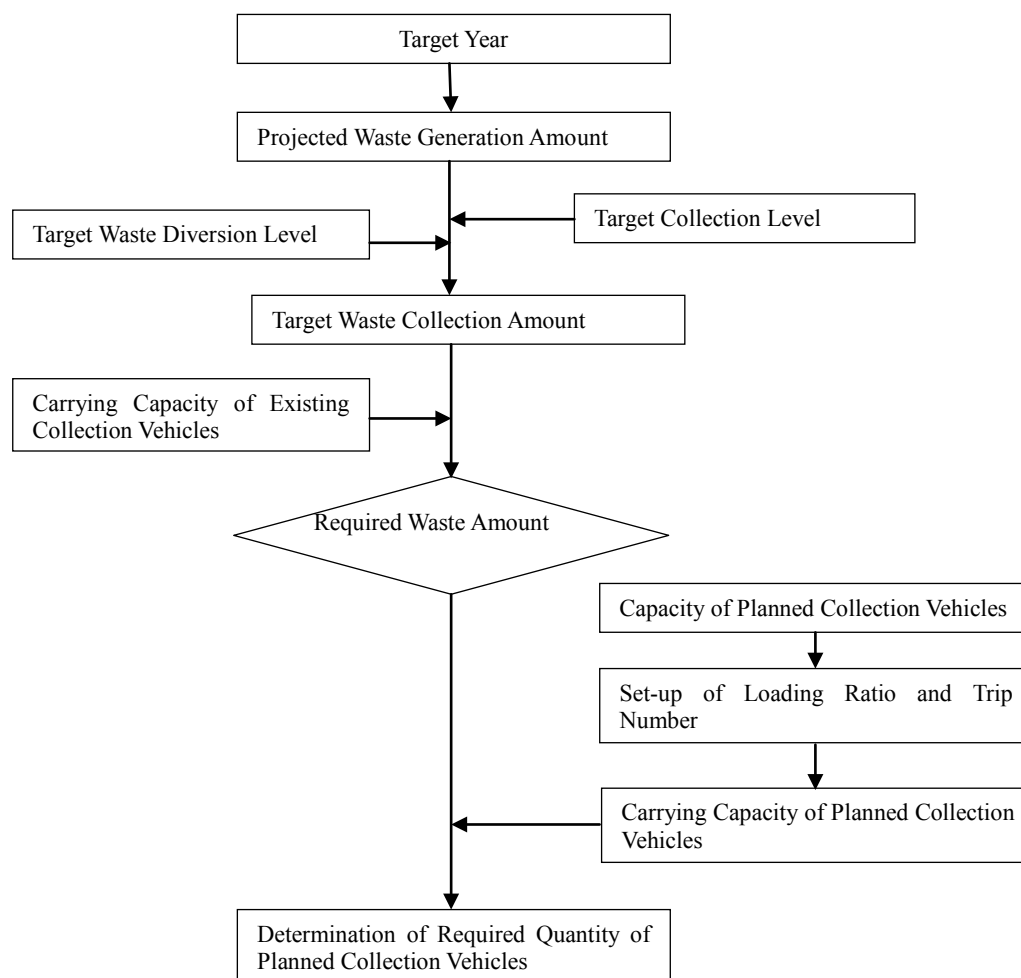 Target Year
Projected Waste Generation Amount
Target Collection Level
Target Waste Diversion Level
Target Waste Collection Amount
Carrying Capacity of Existing
Collection Vehicles
Required Waste Amount
Capacity of Planned Collection Vehicles
Set-up of Loading Ratio and Trip
Number
Carrying Capacity of Planned Collection
Vehicles
Determination of Required Quantity of
Planned Collection Vehicles